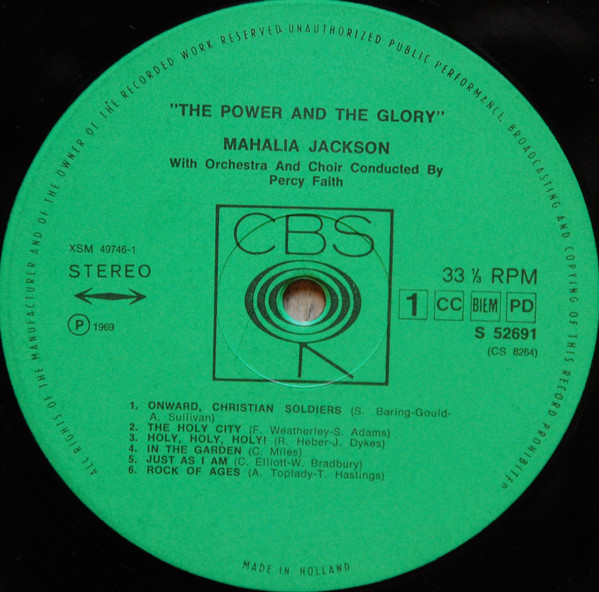 ALL RIGHTS OF THE MANUFACTURER AND OF THE OWNER OF THE RECORDED WORK RESERVED UNAUTHORIZED PUBLIC PERFORMANCE BROADCASTING AND COPYING OF THIS RECORD PROHIBITED
"THE POWER AND THE GLORY"
MAHALIA JACKSON
With Orchestra And Choir Conducted By
Percy Faith
CBS
XSM 49746-1
STEREO
Ⓟ 1969
33 ⅓ RPM
1 CC BIEM PD
S 52691
(CS 8264)
1. ONWARD, CHRISTIAN SOLDIERS (S. Baring-Gould-
A. Sullivan)
2. THE HOLY CITY (F. Weatherley-S. Adams)
3. HOLY, HOLY, HOLY! (R. Heber-J. Dykes)
4. IN THE GARDEN (C. Miles)
5. JUST AS I AM (C. Elliott-W. Bradbury)
6. ROCK OF AGES (A. Toplady-T. Hastings)
MADE IN HOLLAND